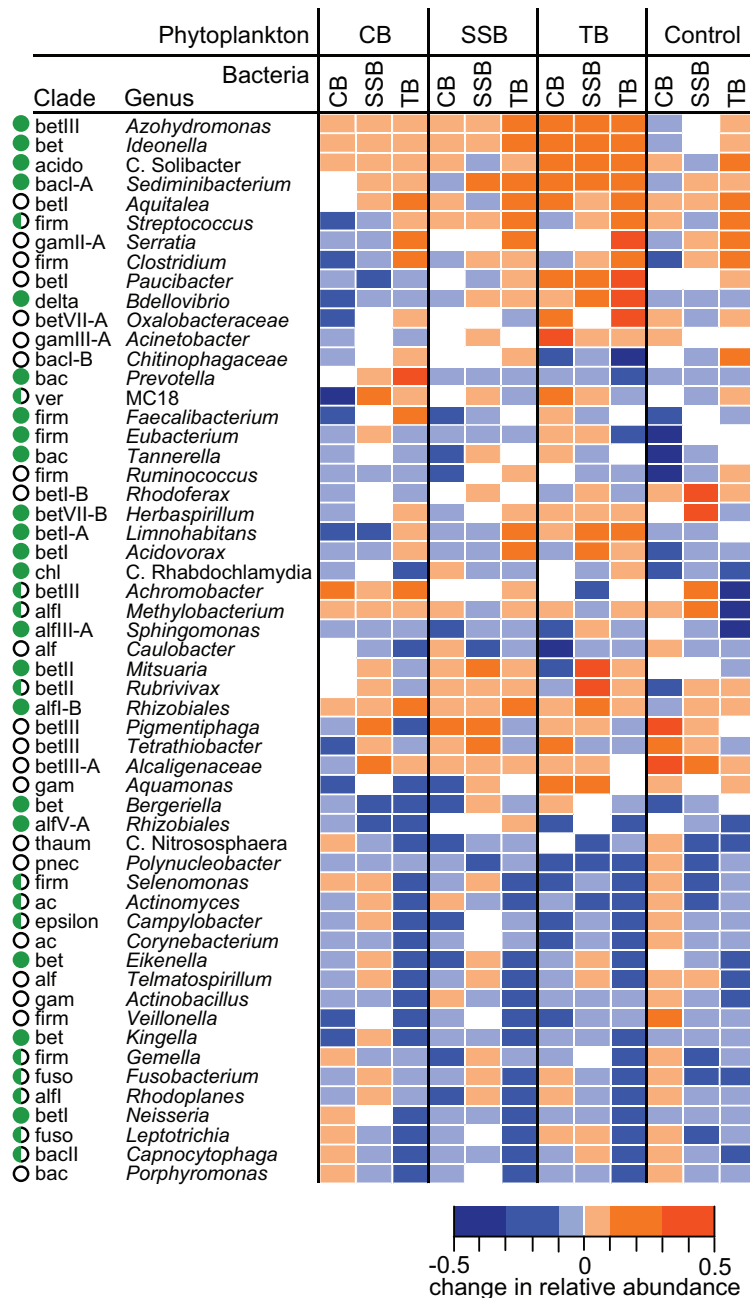 Phytoplankton CB SSB TB Control
Bacteria CB SSB TB CB SSB TB CB SSB TB CB SSB TB
Clade Genus
betIII Azohydromonas
bet Ideonella
acido C. Solibacter
bacI-A Sediminibacterium
betI Aquitalea
firm Streptococcus
gamII-A Serratia
firm Clostridium
betI Paucibacter
delta Bdellovibrio
betVII-A Oxalobacteraceae
gamIII-A Acinetobacter
bacI-B Chitinophagaceae
bac Prevotella
ver MC18
firm Faecalibacterium
firm Eubacterium
bac Tannerella
firm Ruminococcus
betI-B Rhodoferax
betVII-B Herbaspirillum
betI-A Limnohabitans
betI Acidovorax
chl C. Rhabdochlamydia
betIII Achromobacter
alfI Methylobacterium
alfIII-A Sphingomonas
alf Caulobacter
betII Mitsuaria
betII Rubrivivax
alfI-B Rhizobiales
betIII Pigmentiphaga
betIII Tetrathiobacter
betIII-A Alcaligenaceae
gam Aquamonas
bet Bergeriella
alfV-A Rhizobiales
thaum C. Nitrososphaera
pnec Polynucleobacter
firm Selenomonas
ac Actinomyces
epsilon Campylobacter
ac Corynebacterium
bet Eikenella
alf Telmatospirillum
gam Actinobacillus
firm Veillonella
bet Kingella
firm Gemella
fuso Fusobacterium
alfI Rhodoplanes
betI Neisseria
fuso Leptotrichia
bacII Capnocytophaga
bac Porphyromonas
-0.5 0 0.5
change in relative abundance